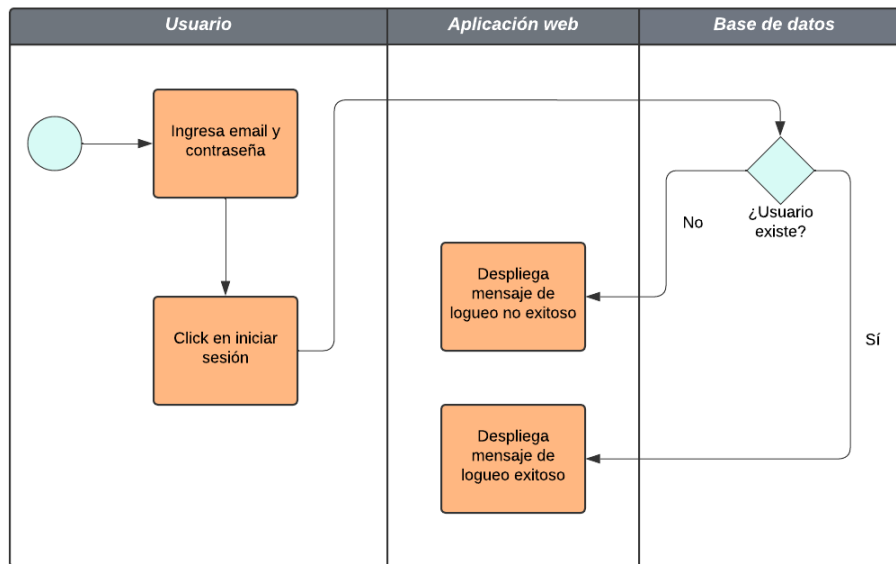 Usuario
Aplicación web
Base de datos
Ingresa email y
contraseña
No
¿Usuario
existe?
Despliega
mensaje de
logueo no exitoso
Click en iniciar
sesión
Sí
Despliega
mensaje de
logueo exitoso